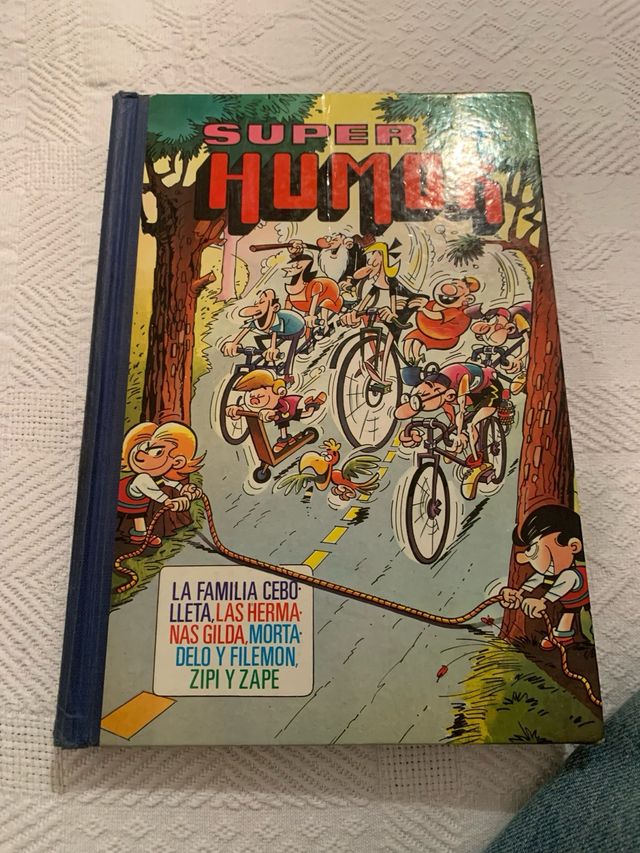 SUPER
HUMOR
LA FAMILIA CEBO-
LLETA, LAS HERMA-
NAS GILDA, MORTA-
DELO Y FILEMON,
ZIPI Y ZAPE